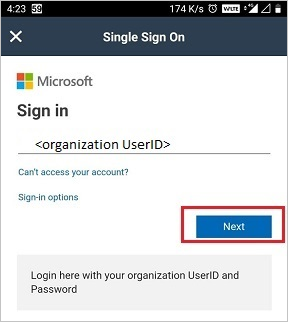 4:23 59 174 K/s VoLTE 4G
Single Sign On
Microsoft
Sign in
<organization UserID>
Can't access your account?
Sign-in options
Next
Login here with your organization UserID and
Password